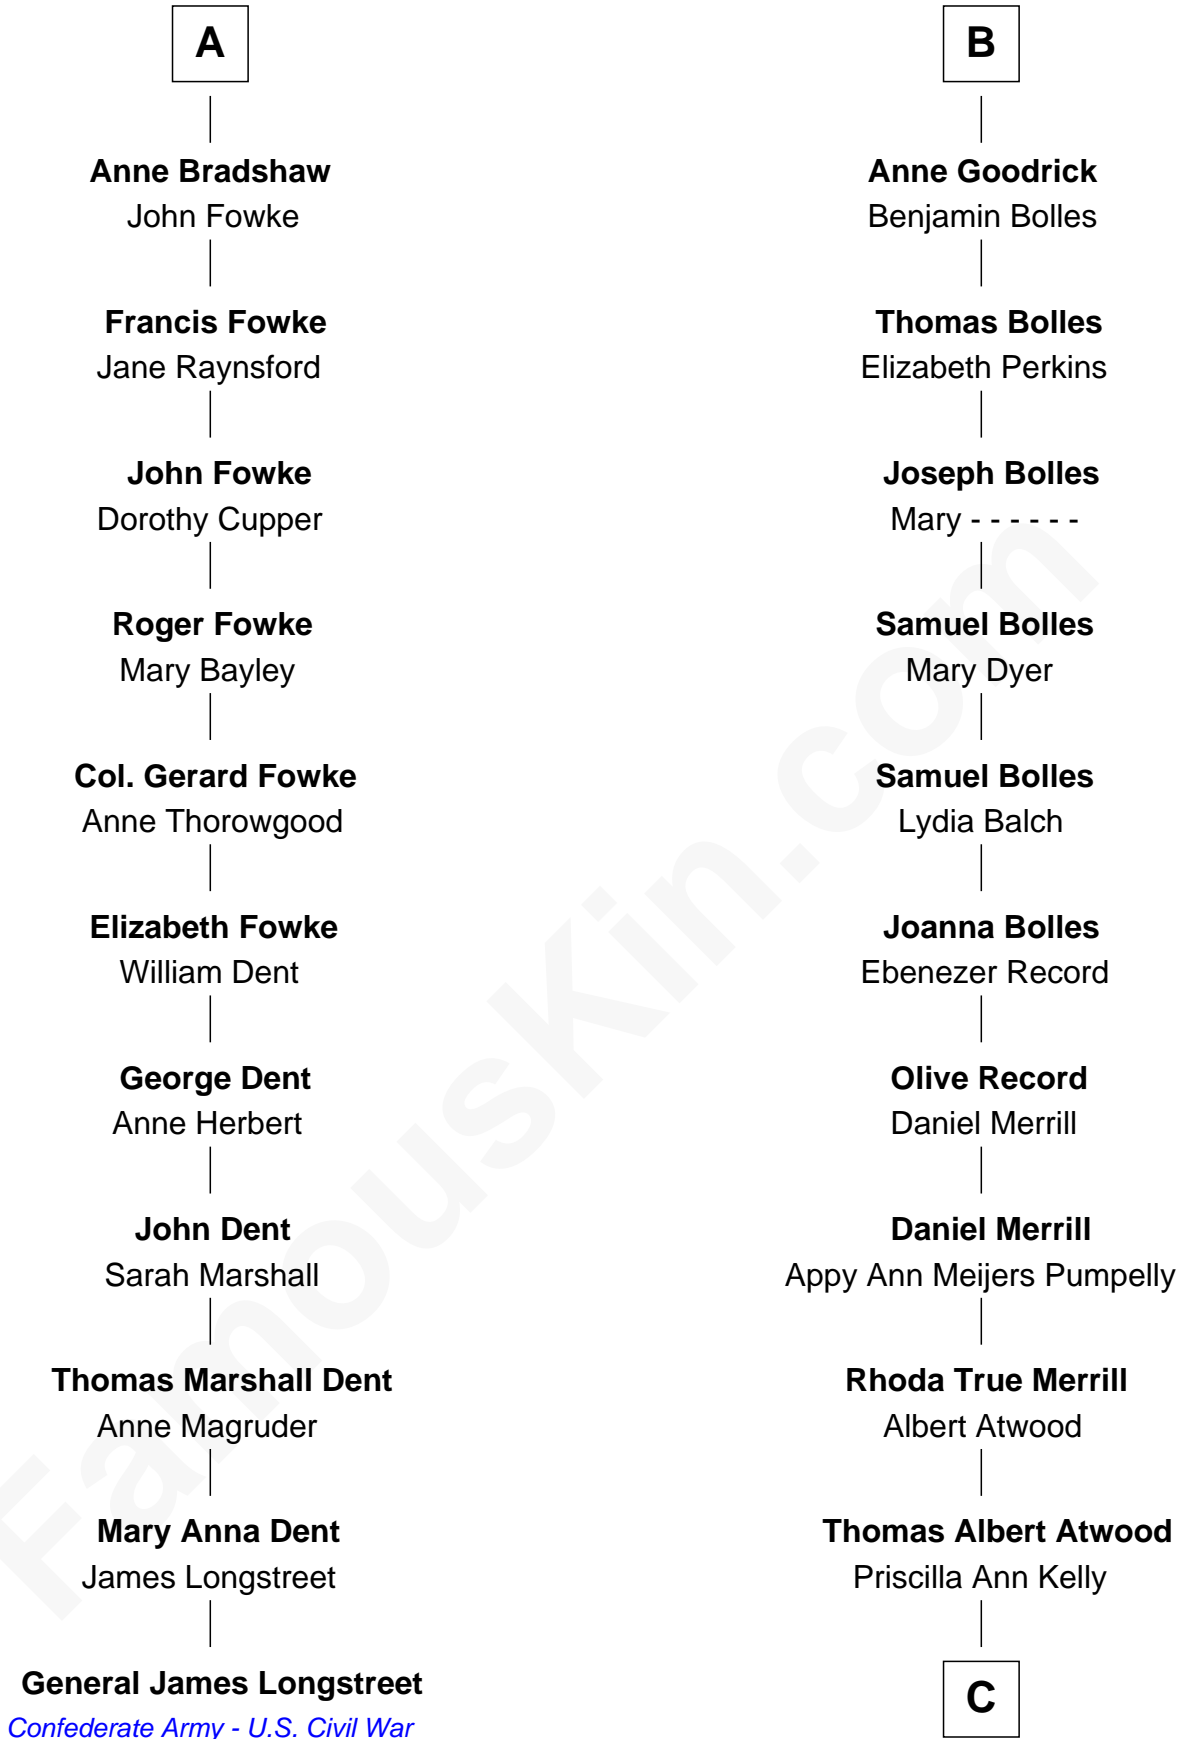 A
Anne Bradshaw
John Fowke
Francis Fowke
Jane Raynsford
John Fowke
Dorothy Cupper
Roger Fowke
Mary Bayley
Col. Gerard Fowke
Anne Thorowgood
Elizabeth Fowke
William Dent
George Dent
Anne Herbert
John Dent
Sarah Marshall
Thomas Marshall Dent
Anne Magruder
Mary Anna Dent
James Longstreet
General James Longstreet
Confederate Army - U.S. Civil War
B
Anne Goodrick
Benjamin Bolles
Thomas Bolles
Elizabeth Perkins
Joseph Bolles
Mary - - - - - -
Samuel Bolles
Mary Dyer
Samuel Bolles
Lydia Balch
Joanna Bolles
Ebenezer Record
Olive Record
Daniel Merrill
Daniel Merrill
Appy Ann Meijers Pumpelly
Rhoda True Merrill
Albert Atwood
Thomas Albert Atwood
Priscilla Ann Kelly
C
FamousKin.com